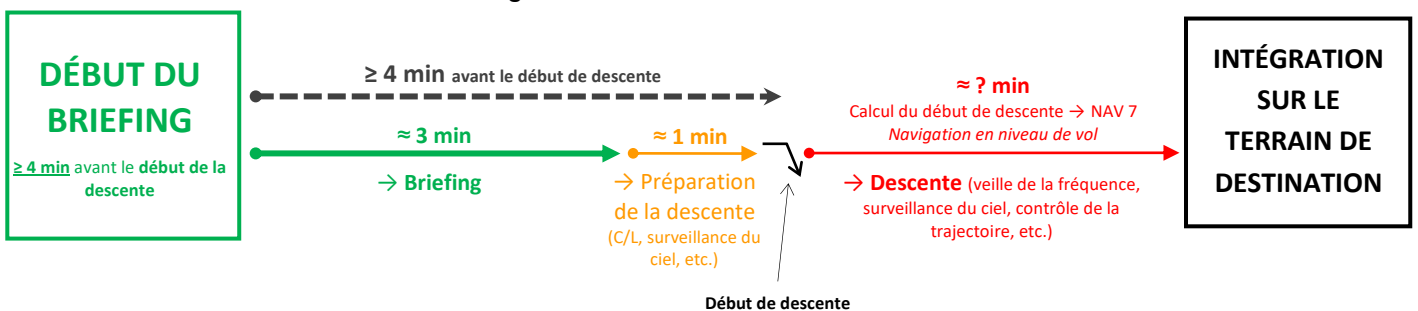 DÉBUT DU
BRIEFING
≥ 4 min avant le début de la
descente
≥ 4 min avant le début de descente
≈ 3 min
→ Briefing
≈ 1 min
→ Préparation
de la descente
(C/L, surveillance du
ciel, etc.)
Début de descente
≈ ? min
Calcul du début de descente → NAV 7
Navigation en niveau de vol
→ Descente (veille de la fréquence,
surveillance du ciel, contrôle de la
trajectoire, etc.)
INTÉGRATION
SUR LE
TERRAIN DE
DESTINATION